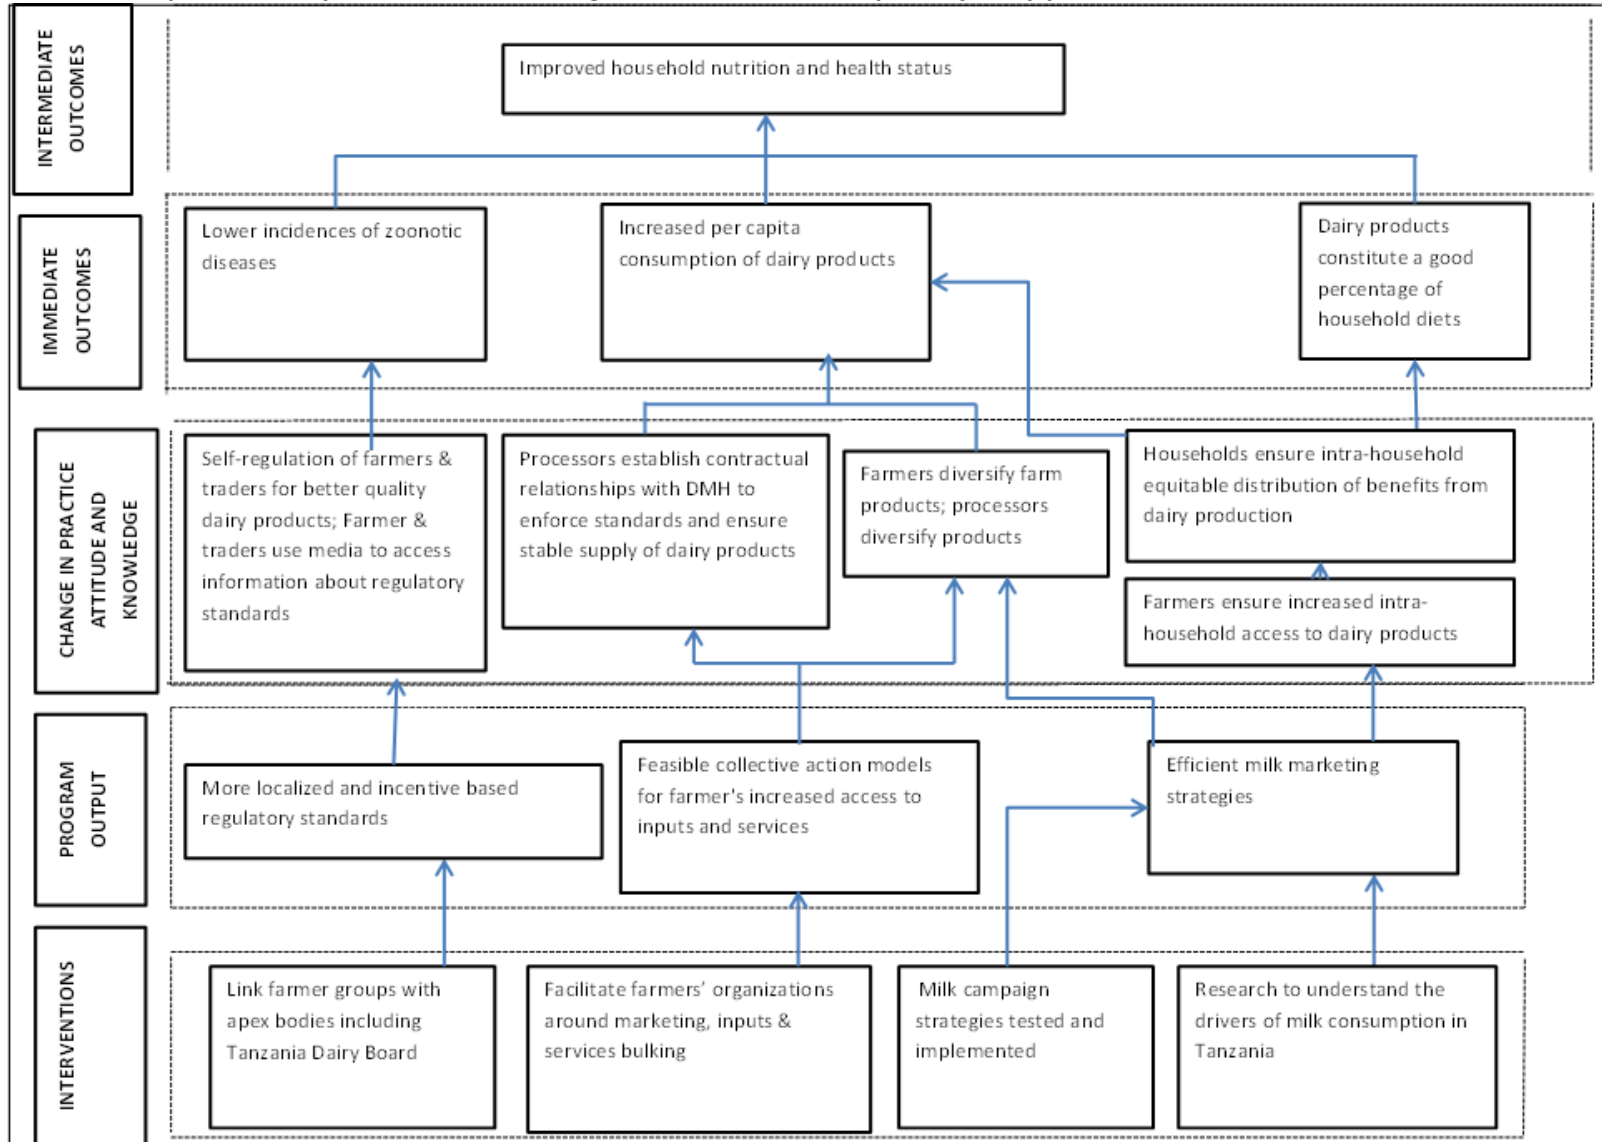 INTERMEDIATE
OUTCOMES
Improved household nutrition and health status
IMMEDIATE
OUTCOMES
Lower incidences of zoonotic
diseases
Increased per capita
consumption of dairy products
Dairy products
constitute a good
percentage of
household diets
CHANGE IN PRACTICE
ATTITUDE AND
KNOWLEDGE
Self-regulation of farmers &
traders for better quality
dairy products; Farmer &
traders use media to access
information about regulatory
standards
Processors establish contractual
relationships with DMH to
enforce standards and ensure
stable supply of dairy products
Farmers diversify farm
products; processors
diversify products
Households ensure intra-household
equitable distribution of benefits from
dairy production
Farmers ensure increased intra-
household access to dairy products
PROGRAM
OUTPUT
More localized and incentive based
regulatory standards
Feasible collective action models
for farmer's increased access to
inputs and services
Efficient milk marketing
strategies
INTERVENTIONS
Link farmer groups with
apex bodies including
Tanzania Dairy Board
Facilitate farmers’ organizations
around marketing, inputs &
services bulking
Milk campaign
strategies tested and
implemented
Research to understand the
drivers of milk consumption in
Tanzania